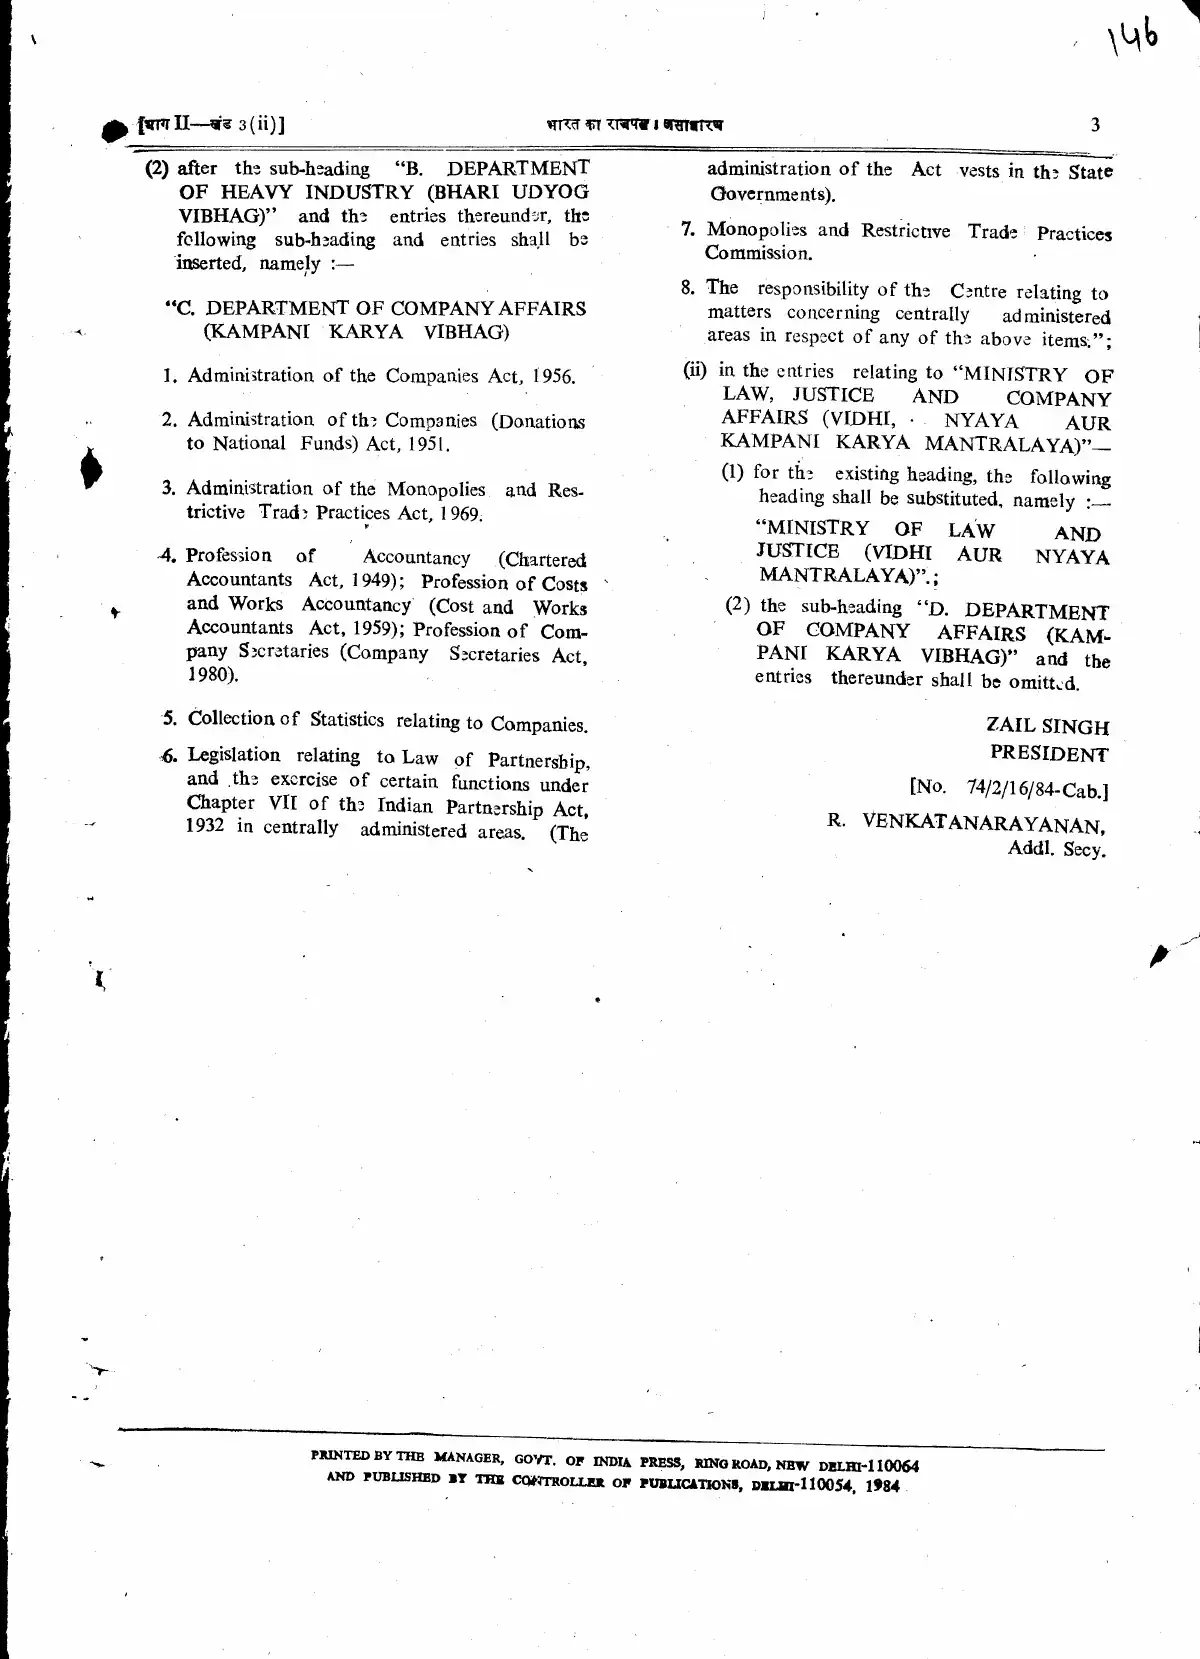 146
[भाग II—खंड 3(ii)]
भारत का राजपत्र : असाधारण
3
(2) after the sub-heading "B. DEPARTMENT
OF HEAVY INDUSTRY (BHARI UDYOG
VIBHAG)" and the entries thereunder, the
following sub-heading and entries shall be
inserted, namely :—
"C. DEPARTMENT OF COMPANY AFFAIRS
(KAMPANI KARYA VIBHAG)
1. Administration of the Companies Act, 1956.
2. Administration of the Companies (Donations
to National Funds) Act, 1951.
3. Administration of the Monopolies and Res-
trictive Trade Practices Act, 1969.
4. Profession of Accountancy (Chartered
Accountants Act, 1949); Profession of Costs
and Works Accountancy (Cost and Works
Accountants Act, 1959); Profession of Com-
pany Secretaries (Company Secretaries Act,
1980).
5. Collection of Statistics relating to Companies.
6. Legislation relating to Law of Partnership,
and the exercise of certain functions under
Chapter VII of the Indian Partnership Act,
1932 in centrally administered areas. (The
administration of the Act vests in the State
Governments).
7. Monopolies and Restrictive Trade Practices
Commission.
8. The responsibility of the Centre relating to
matters concerning centrally administered
areas in respect of any of the above items.";
(ii) in the entries relating to "MINISTRY OF
LAW, JUSTICE AND COMPANY
AFFAIRS (VIDHI, NYAYA AUR
KAMPANI KARYA MANTRALAYA)"—
(1) for the existing heading, the following
heading shall be substituted, namely :—
"MINISTRY OF LAW AND
JUSTICE (VIDHI AUR NYAYA
MANTRALAYA)".;
(2) the sub-heading "D. DEPARTMENT
OF COMPANY AFFAIRS (KAM-
PANI KARYA VIBHAG)" and the
entries thereunder shall be omitted.
ZAIL SINGH
PRESIDENT
[No. 74/2/16/84-Cab.]
R. VENKATANARAYANAN,
Addl. Secy.
PRINTED BY THE MANAGER, GOVT. OF INDIA PRESS, RING ROAD, NEW DELHI-110064
AND PUBLISHED BY THE CONTROLLER OF PUBLICATIONS, DELHI-110054, 1984